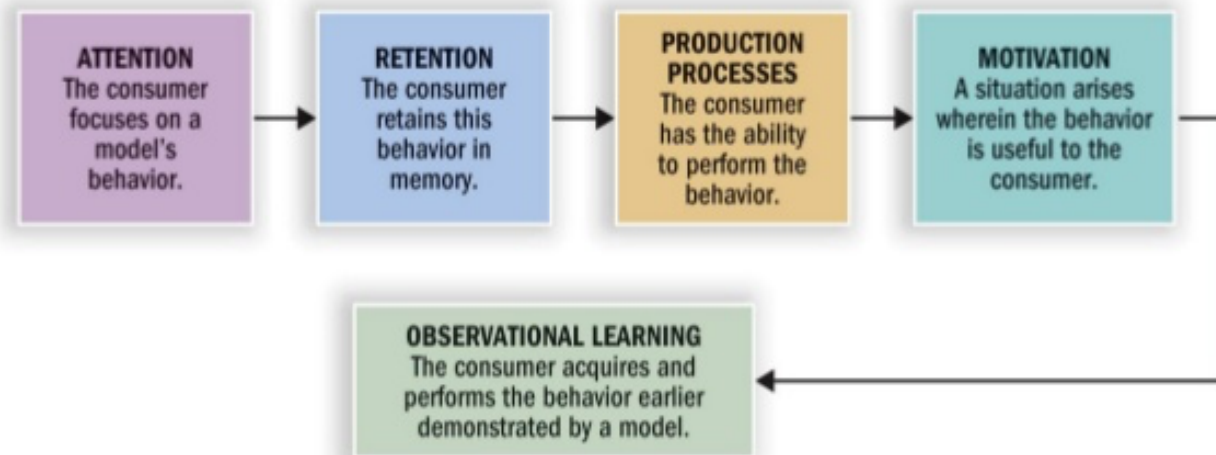 ATTENTION
The consumer
focuses on a
model's
behavior.
RETENTION
The consumer
retains this
behavior in
memory.
PRODUCTION
PROCESSES
The consumer
has the ability
to perform the
behavior.
MOTIVATION
A situation arises
wherein the behavior
is useful to the
consumer.
OBSERVATIONAL LEARNING
The consumer acquires and
performs the behavior earlier
demonstrated by a model.